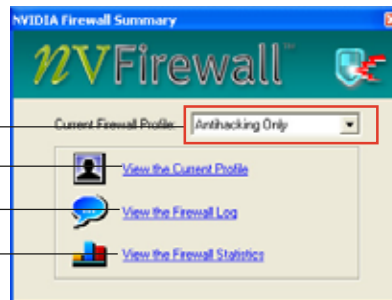 NVIDIA Firewall Summary
nVFirewall™
Current Firewall Profile: Antihacking Only
View the Current Profile
View the Firewall Log
View the Firewall Statistics